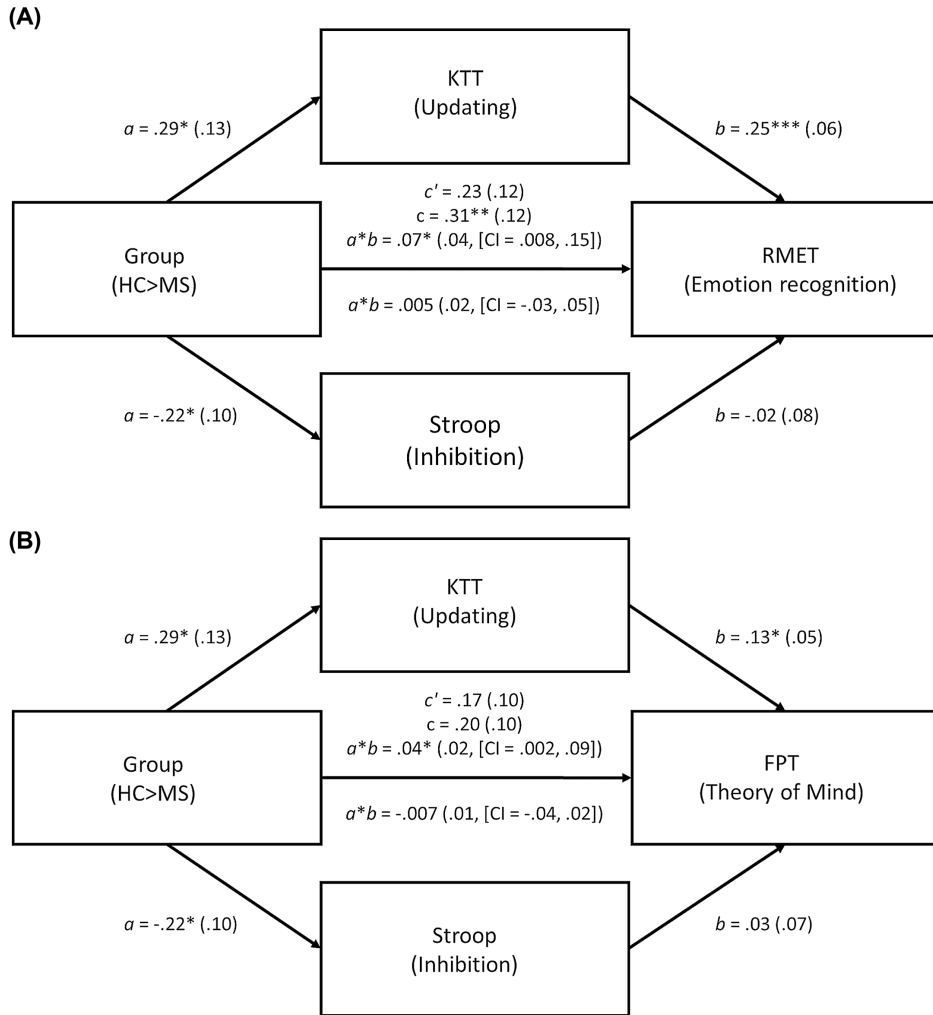 (A)
KTT
(Updating)
a = .29* (.13)
b = .25*** (.06)
c' = .23 (.12)
c = .31** (.12)
a*b = .07* (.04, [CI = .008, .15])
Group
(HC>MS)
RMET
(Emotion recognition)
a*b = .005 (.02, [CI = -.03, .05])
a = -.22* (.10)
b = -.02 (.08)
Stroop
(Inhibition)
(B)
KTT
(Updating)
a = .29* (.13)
b = .13* (.05)
c' = .17 (.10)
c = .20 (.10)
a*b = .04* (.02, [CI = .002, .09])
Group
(HC>MS)
FPT
(Theory of Mind)
a*b = -.007 (.01, [CI = -.04, .02])
a = -.22* (.10)
b = .03 (.07)
Stroop
(Inhibition)